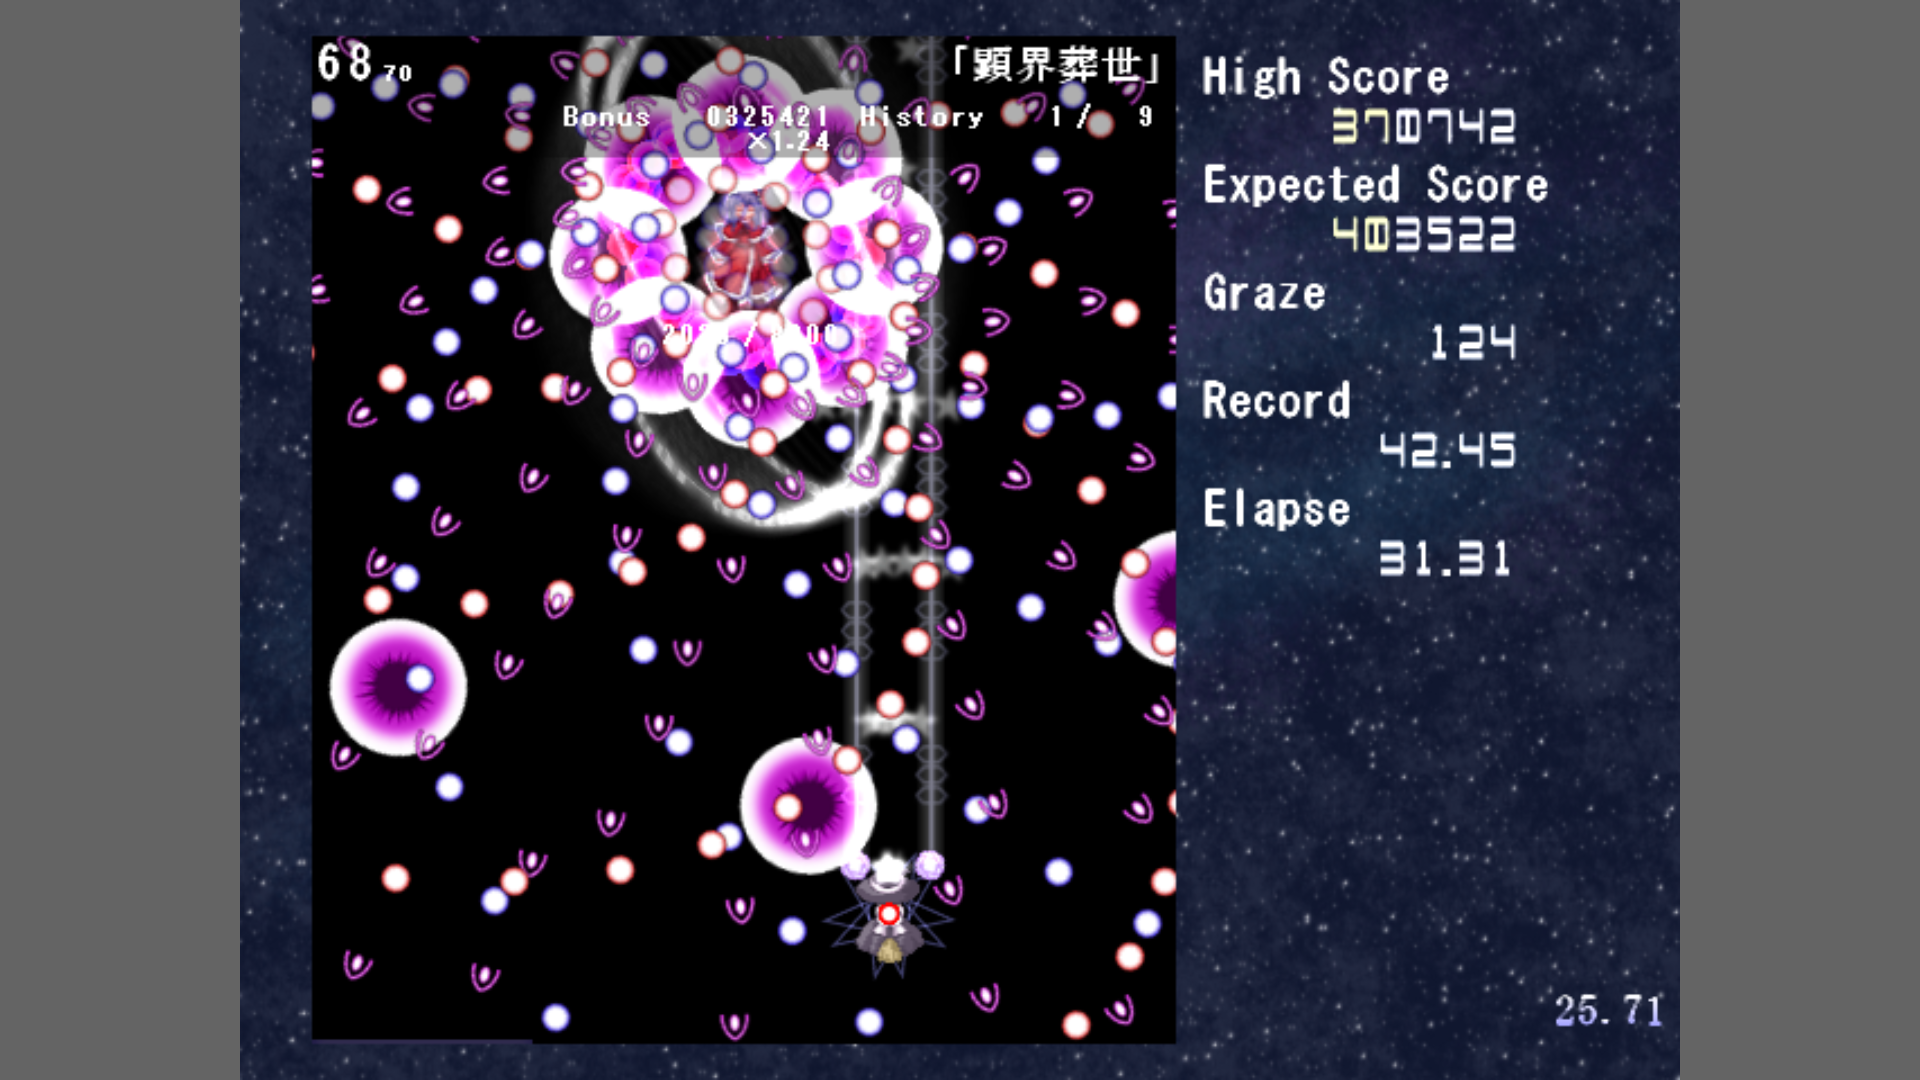 68.70
「顕界葬世」
Bonus 0325421 History 1/ 9
×1.24
High Score
370742
Expected Score
403522
Graze
124
Record
42.45
Elapse
31.31
25.71